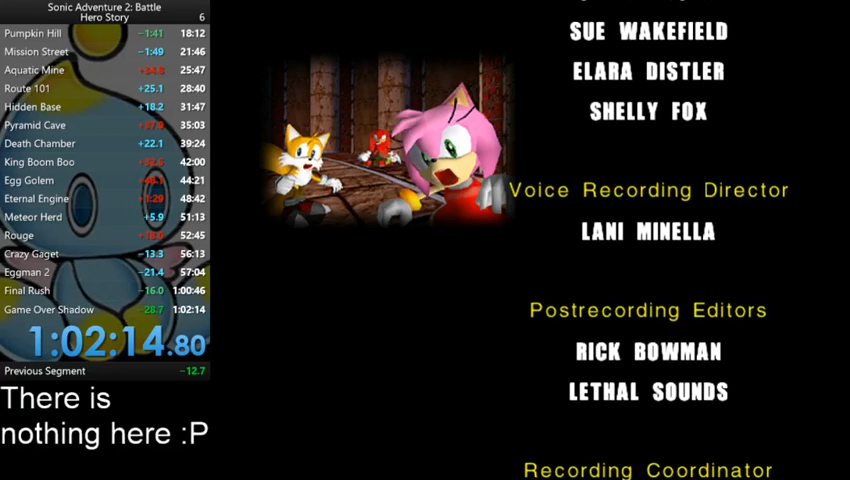 Sonic Adventure 2: Battle
Hero Story 6
Pumpkin Hill -1:41 18:12
Mission Street -1:49 21:46
Aquatic Mine +34.8 25:47
Route 101 +25.1 28:40
Hidden Base +18.2 31:47
Pyramid Cave +37.9 35:03
Death Chamber +22.1 39:24
King Boom Boo +32.5 42:00
Egg Golem +48.1 44:21
Eternal Engine +1:29 48:42
Meteor Herd +5.9 51:13
Rouge +18.0 52:45
Crazy Gaget -13.3 56:13
Eggman 2 -21.4 57:04
Final Rush -16.0 1:00:46
Game Over Shadow -28.7 1:02:14
1:02:14.80
Previous Segment -12.7
There is
nothing here :P
SUE WAKEFIELD
ELARA DISTLER
SHELLY FOX
Voice Recording Director
LANI MINELLA
Postrecording Editors
RICK BOWMAN
LETHAL SOUNDS
Recording Coordinator